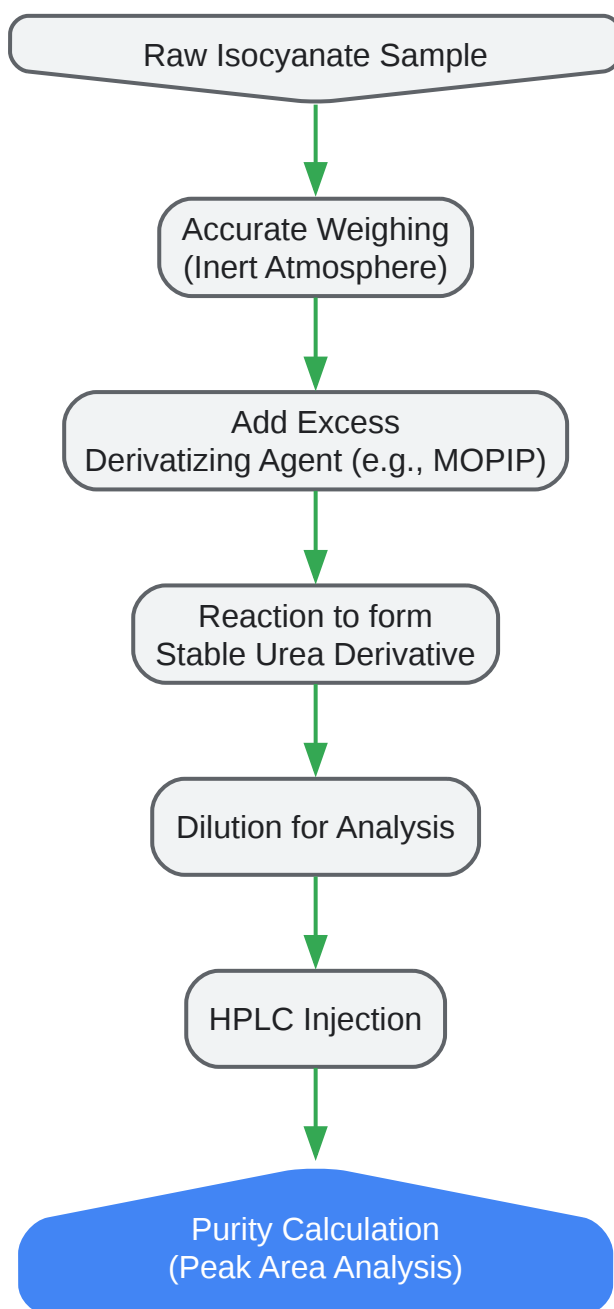 Raw Isocyanate Sample
Accurate Weighing
(Inert Atmosphere)
Add Excess
Derivatizing Agent (e.g., MOPIP)
Reaction to form
Stable Urea Derivative
Dilution for Analysis
HPLC Injection
Purity Calculation
(Peak Area Analysis)